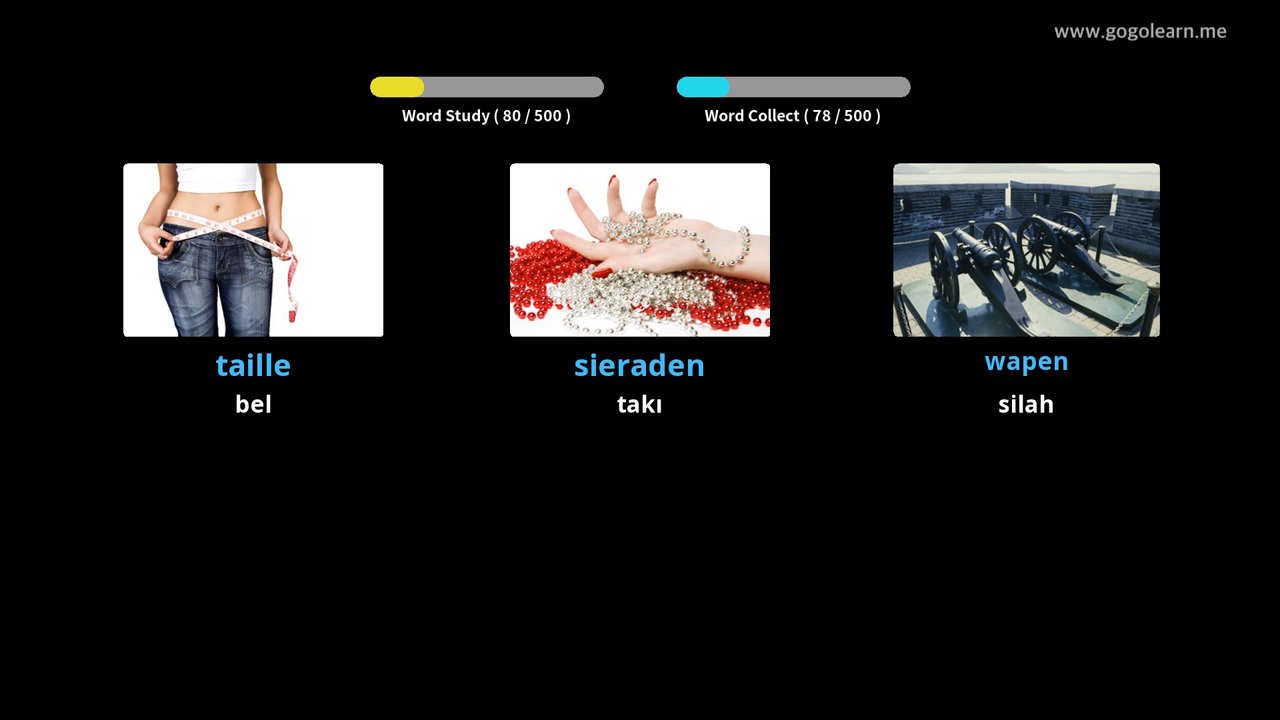 www.gogolearn.me
Word Study ( 80 / 500 )
Word Collect ( 78 / 500 )
taille
bel
sieraden
takı
wapen
silah